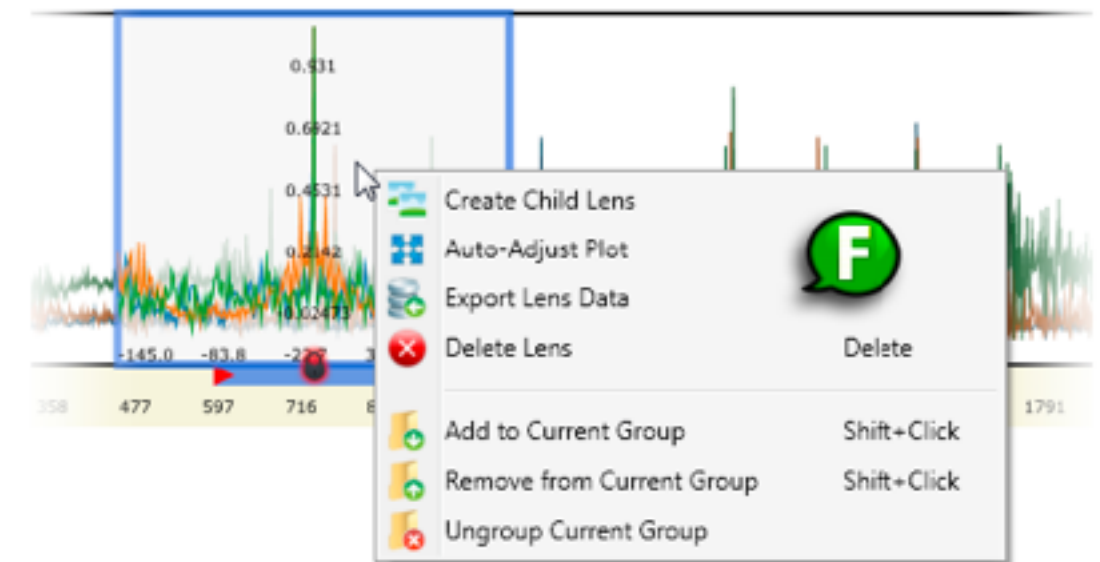 0.931
0.6921
0.4531
0.2142
-0.02473
-145.0 -83.8
358 477 597 716
1791
Create Child Lens
Auto-Adjust Plot
F
Export Lens Data
Delete Lens Delete
Add to Current Group Shift+Click
Remove from Current Group Shift+Click
Ungroup Current Group